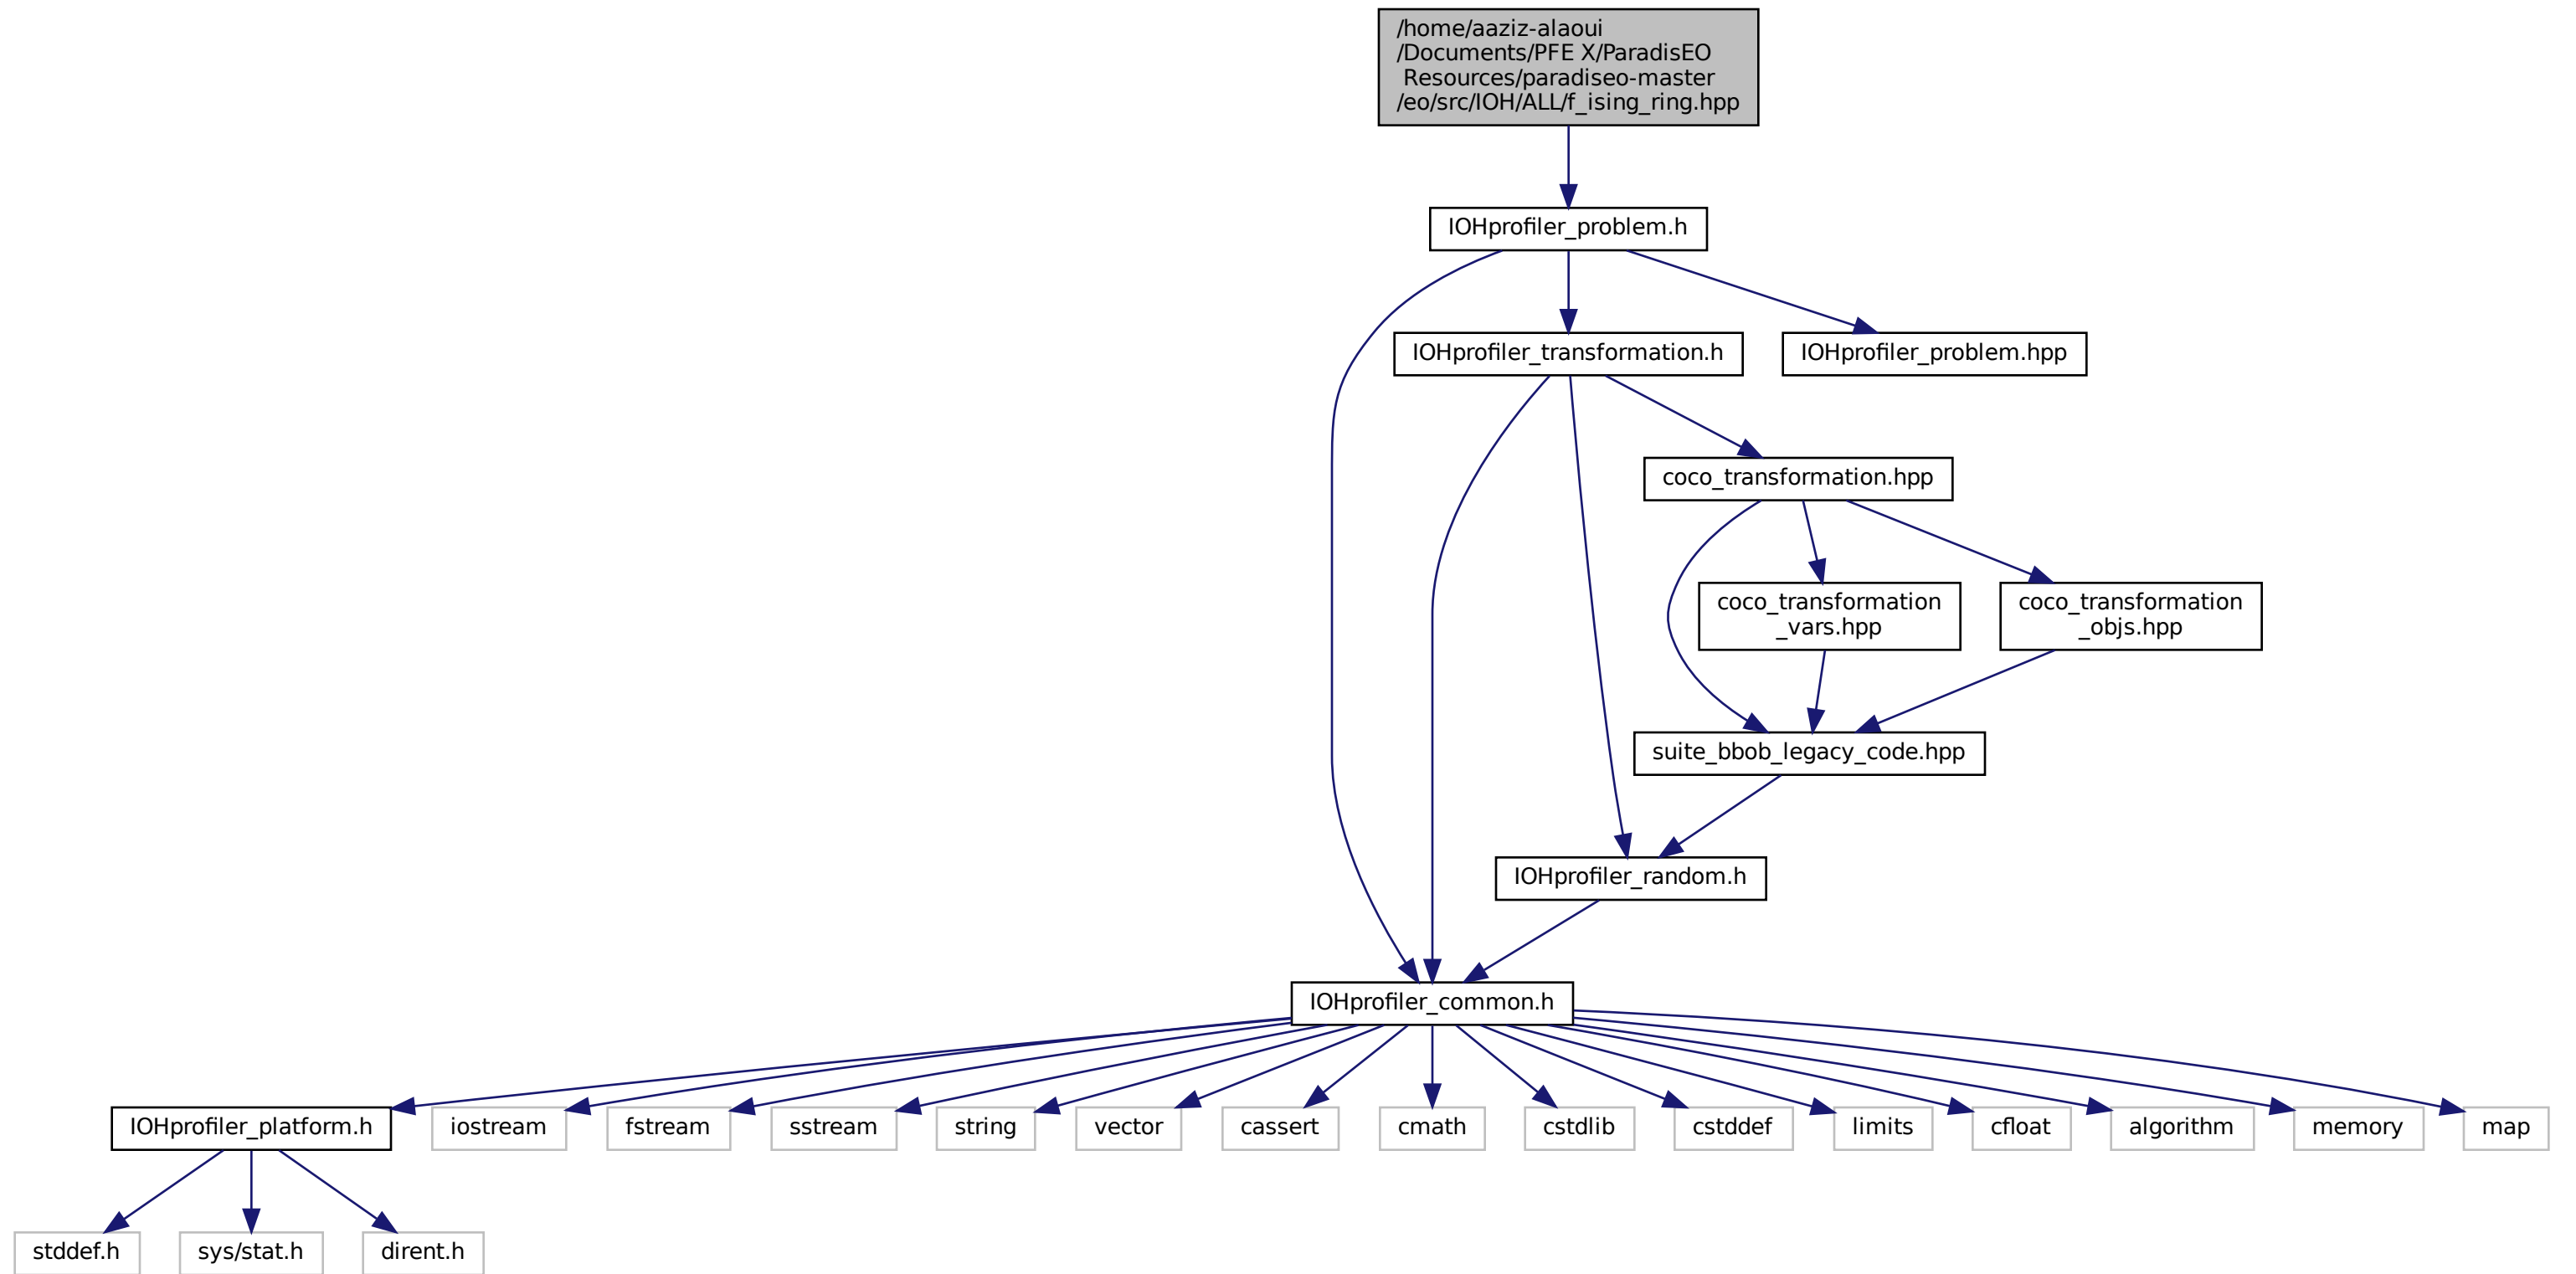 /home/aaziz-alaoui
/Documents/PFE X/ParadisEO
Resources/paradiseo-master
/eo/src/IOH/ALL/f_ising_ring.hpp
IOHprofiler_problem.h
IOHprofiler_transformation.h
IOHprofiler_problem.hpp
coco_transformation.hpp
coco_transformation
_vars.hpp
coco_transformation
_objs.hpp
suite_bbob_legacy_code.hpp
IOHprofiler_random.h
IOHprofiler_common.h
IOHprofiler_platform.h
iostream
fstream
sstream
string
vector
cassert
cmath
cstdlib
cstddef
limits
cfloat
algorithm
memory
map
stddef.h
sys/stat.h
dirent.h